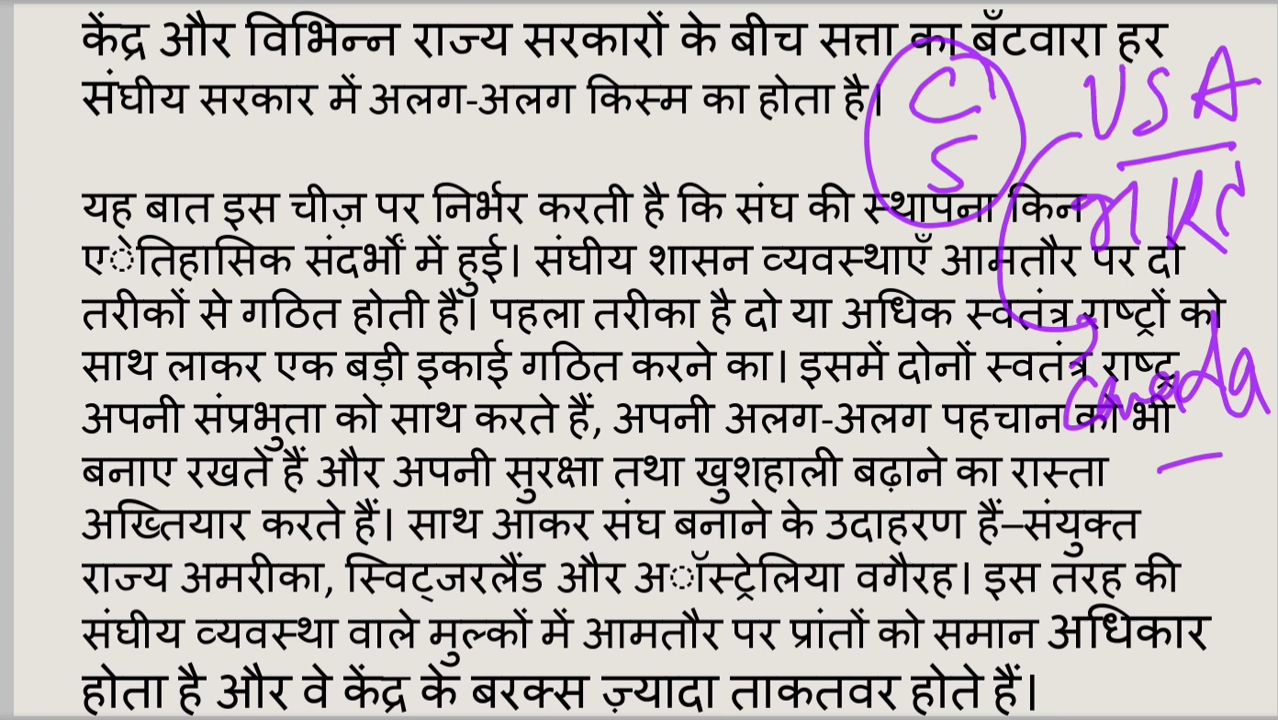 केंद्र और विभिन्न राज्य सरकारों के बीच सत्ता का बँटवारा हर
संघीय सरकार में अलग-अलग किस्म का होता है।
C
S
USA
भारत
यह बात इस चीज़ पर निर्भर करती है कि संघ की स्थापना किन
एेतिहासिक संदर्भों में हुई। संघीय शासन व्यवस्थाएँ आमतौर पर दो
तरीकों से गठित होती हैं। पहला तरीका है दो या अधिक स्वतंत्र राष्ट्रों को
साथ लाकर एक बड़ी इकाई गठित करने का। इसमें दोनों स्वतंत्र राष्ट्र
Canada
अपनी संप्रभुता को साथ करते हैं, अपनी अलग-अलग पहचान को भी
बनाए रखते हैं और अपनी सुरक्षा तथा खुशहाली बढ़ाने का रास्ता
अख्तियार करते हैं। साथ आकर संघ बनाने के उदाहरण हैं–संयुक्त
राज्य अमरीका, स्विट्जरलैंड और अॉस्ट्रेलिया वगैरह। इस तरह की
संघीय व्यवस्था वाले मुल्कों में आमतौर पर प्रांतों को समान अधिकार
होता है और वे केंद्र के बरक्स ज़्यादा ताकतवर होते हैं।